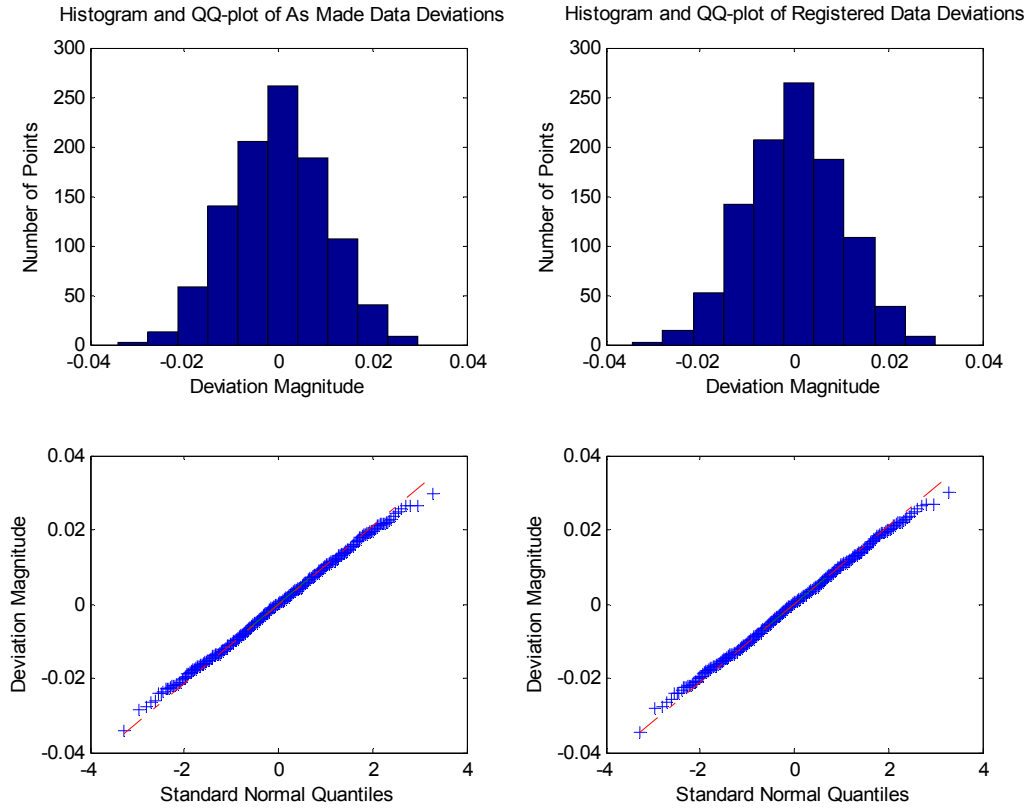 Histogram and QQ-plot of As Made Data Deviations
300
250
200
150
100
50
0
Number of Points
-0.04 -0.02 0 0.02 0.04
Deviation Magnitude
Histogram and QQ-plot of Registered Data Deviations
300
250
200
150
100
50
0
Number of Points
-0.04 -0.02 0 0.02 0.04
Deviation Magnitude
0.04
0.02
0
-0.02
-0.04
Deviation Magnitude
-4 -2 0 2 4
Standard Normal Quantiles
0.04
0.02
0
-0.02
-0.04
Deviation Magnitude
-4 -2 0 2 4
Standard Normal Quantiles